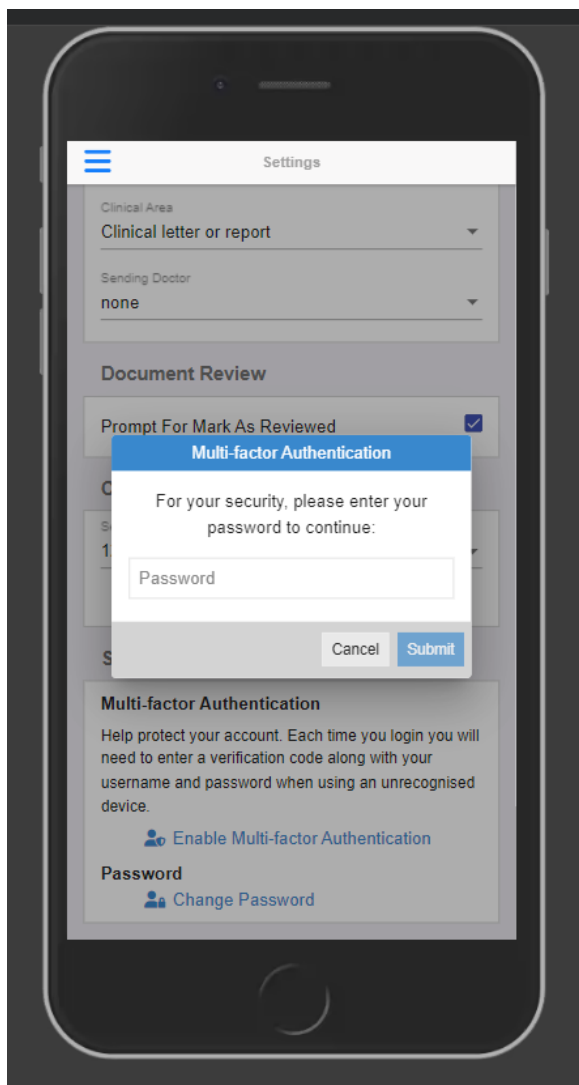 Settings
Clinical Area
Clinical letter or report
Sending Doctor
none
Document Review
Prompt For Mark As Reviewed
Multi-factor Authentication
For your security, please enter your
password to continue:
Password
Cancel
Submit
Multi-factor Authentication
Help protect your account. Each time you login you will
need to enter a verification code along with your
username and password when using an unrecognised
device.
Enable Multi-factor Authentication
Password
Change Password